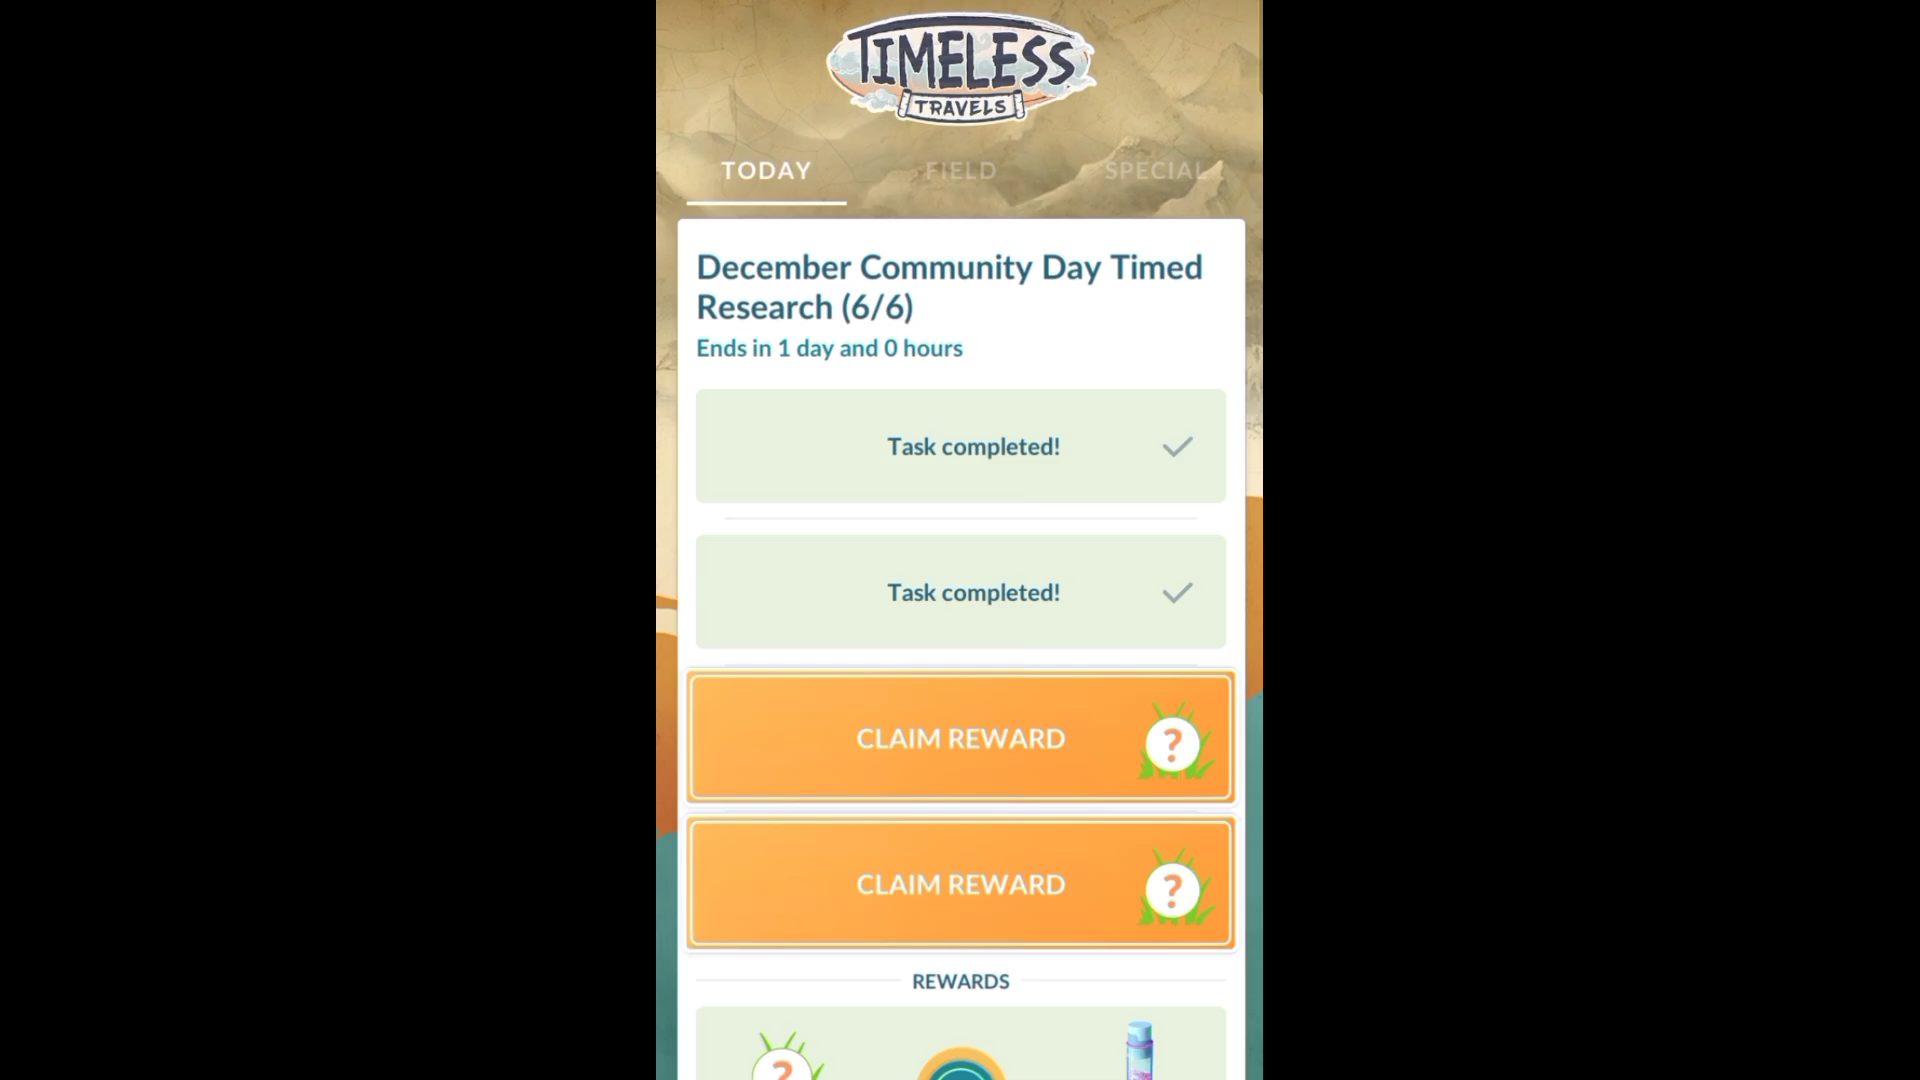 TIMELESS
TRAVELS
TODAY FIELD SPECIAL
December Community Day Timed
Research (6/6)
Ends in 1 day and 0 hours
Task completed!
Task completed!
CLAIM REWARD ?
CLAIM REWARD ?
REWARDS
?